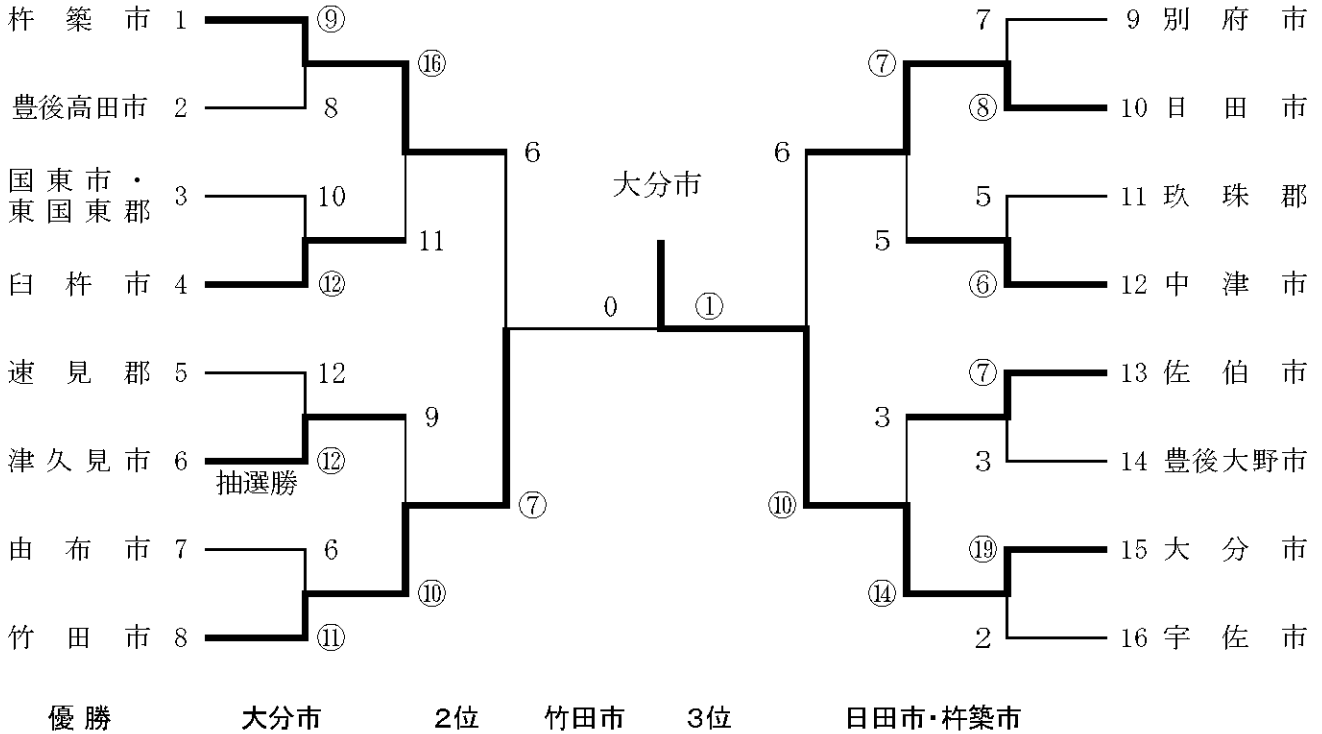 杵築市 1 ⑨ 7 9 別府市
⑯ ⑦
豊後高田市 2 8 ⑧ 10 日田市
6 6
国東市・
東国東郡 3 10 大分市 5 11 玖珠郡
11 5
臼杵市 4 ⑫ ⑥ 12 中津市
0 ①
速見郡 5 12 ⑦ 13 佐伯市
9 3
津久見市 6 ⑫ 3 14 豊後大野市
抽選勝
⑦ ⑩
由布市 7 6 ⑲ 15 大分市
⑩ ⑭
竹田市 8 ⑪ 2 16 宇佐市
優勝 大分市 2位 竹田市 3位 日田市・杵築市